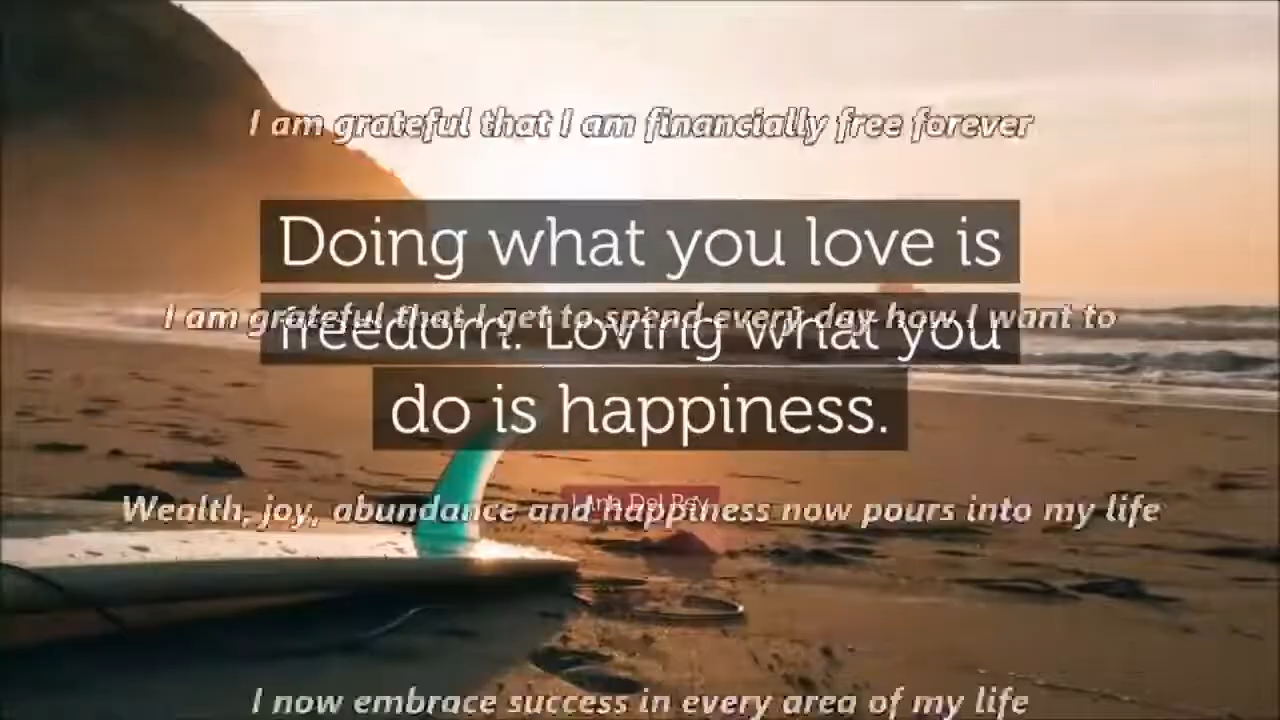 I am grateful that I am financially free forever
Doing what you love is
I am grateful that I get to spend every day how I want to
freedom. Loving what you
do is happiness.
Lana Del Rey
Wealth, joy, abundance and happiness now pours into my life
I now embrace success in every area of my life